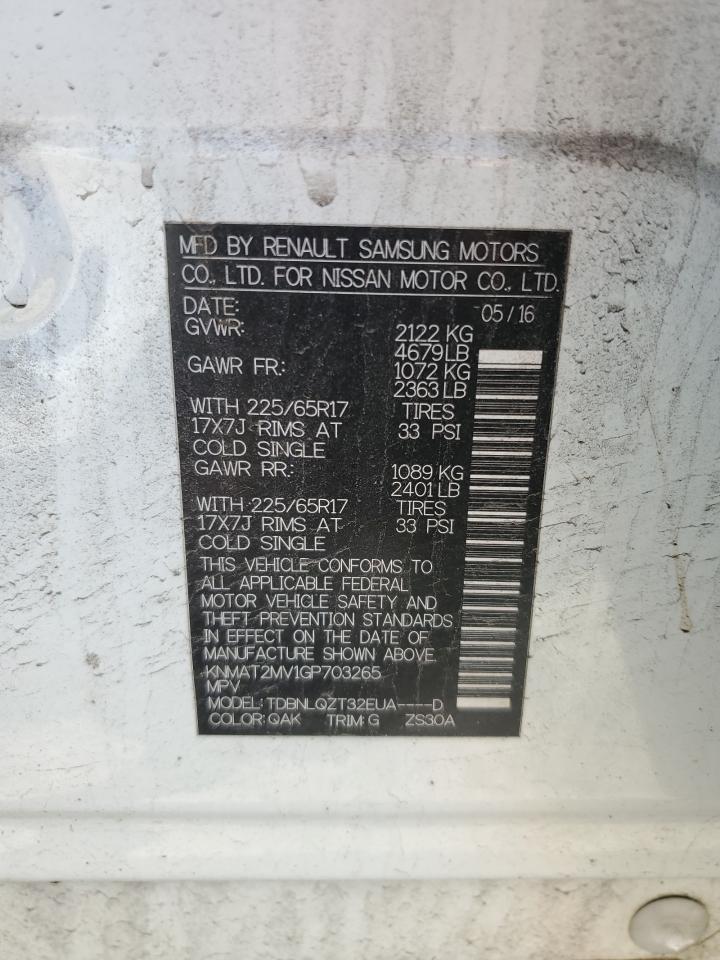 MFD BY RENAULT SAMSUNG MOTORS
CO., LTD. FOR NISSAN MOTOR CO., LTD.
DATE: 05/16
GVWR: 2122 KG
4679LB
GAWR FR: 1072 KG
2363 LB
WITH 225/65R17 TIRES
17X7J RIMS AT 33 PSI
COLD SINGLE
GAWR RR: 1089 KG
2401 LB
WITH 225/65R17 TIRES
17X7J RIMS AT 33 PSI
COLD SINGLE
THIS VEHICLE CONFORMS TO
ALL APPLICABLE FEDERAL
MOTOR VEHICLE SAFETY AND
THEFT PREVENTION STANDARDS
IN EFFECT ON THE DATE OF
MANUFACTURE SHOWN ABOVE.
KNMAT2MV1GP703265
MPV
MODEL: TDBNLQZT32EUA----D
COLOR: QAK TRIM: G ZS30A